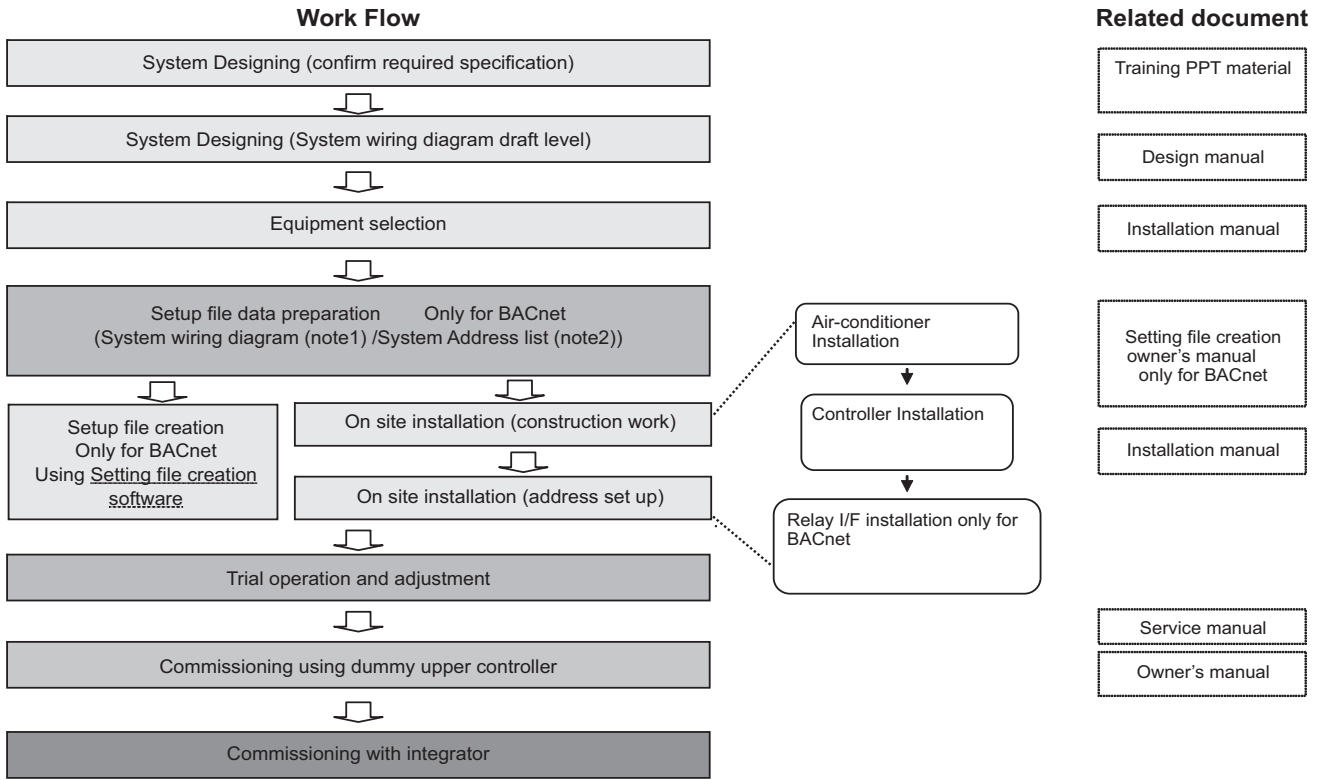 Work Flow
Related document
System Designing (confirm required specification)
Training PPT material
System Designing (System wiring diagram draft level)
Design manual
Equipment selection
Installation manual
Setup file data preparation Only for BACnet
(System wiring diagram (note1) /System Address list (note2))
Air-conditioner
Installation
Setting file creation
owner's manual
only for BACnet
Setup file creation
Only for BACnet
Using Setting file creation
software
On site installation (construction work)
Controller Installation
Installation manual
On site installation (address set up)
Relay I/F installation only for
BACnet
Trial operation and adjustment
Service manual
Commissioning using dummy upper controller
Owner's manual
Commissioning with integrator